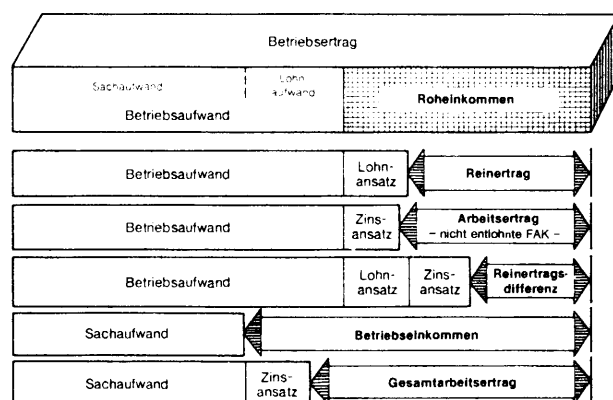 Betriebsertrag
Sachaufwand
Lohn
aufwand
Betriebsaufwand
Roheinkommen
Betriebsaufwand
Lohn-
ansatz
Reinertrag
Betriebsaufwand
Zins-
ansatz
Arbeitsertrag
– nicht entlohnte FAK –
Betriebsaufwand
Lohn-
ansatz
Zins-
ansatz
Reinertrags-
differenz
Sachaufwand
Betriebseinkommen
Sachaufwand
Zins-
ansatz
Gesamtarbeitsertrag